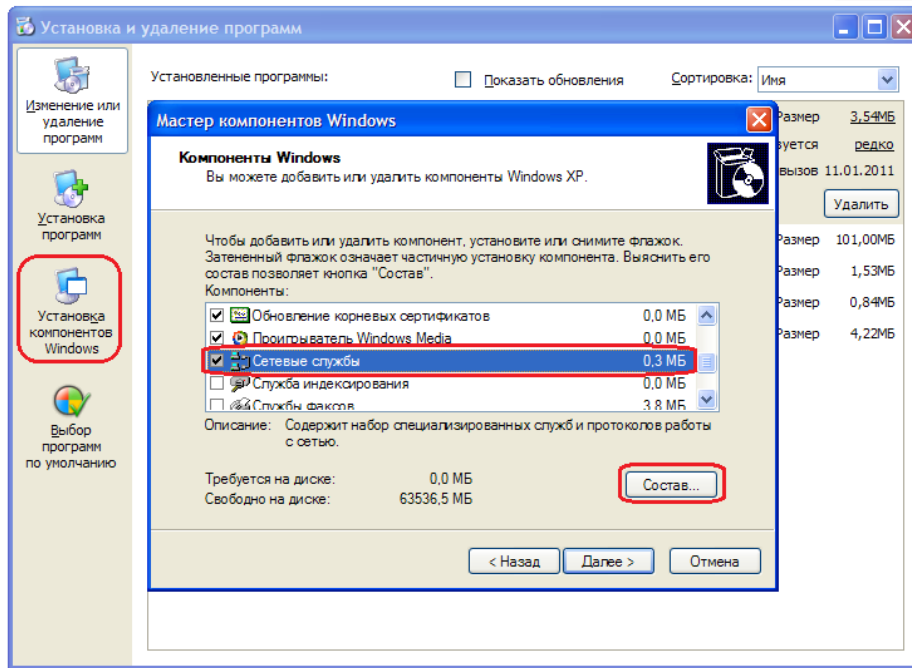 Установка и удаление программ
Изменение или
удаление
программ
Установка
программ
Установка
компонентов
Windows
Выбор
программ
по умолчанию
Установленные программы:
Показать обновления
Сортировка: Имя
Размер 3,54МБ
зуется редко
вызов 11.01.2011
Удалить
Размер 101,00МБ
Размер 1,53МБ
Размер 0,84МБ
Размер 4,22МБ
Мастер компонентов Windows
Компоненты Windows
Вы можете добавить или удалить компоненты Windows XP.
Чтобы добавить или удалить компонент, установите или снимите флажок.
Затененный флажок означает частичную установку компонента. Выяснить его
состав позволяет кнопка "Состав".
Компоненты:
Обновление корневых сертификатов 0,0 МБ
Проигрыватель Windows Media 0,0 МБ
Сетевые службы 0,3 МБ
Служба индексирования 0,0 МБ
Службы факсов 3,8 МБ
Описание: Содержит набор специализированных служб и протоколов работы
с сетью.
Требуется на диске: 0,0 МБ
Свободно на диске: 63536,5 МБ
Состав...
< Назад Далее > Отмена